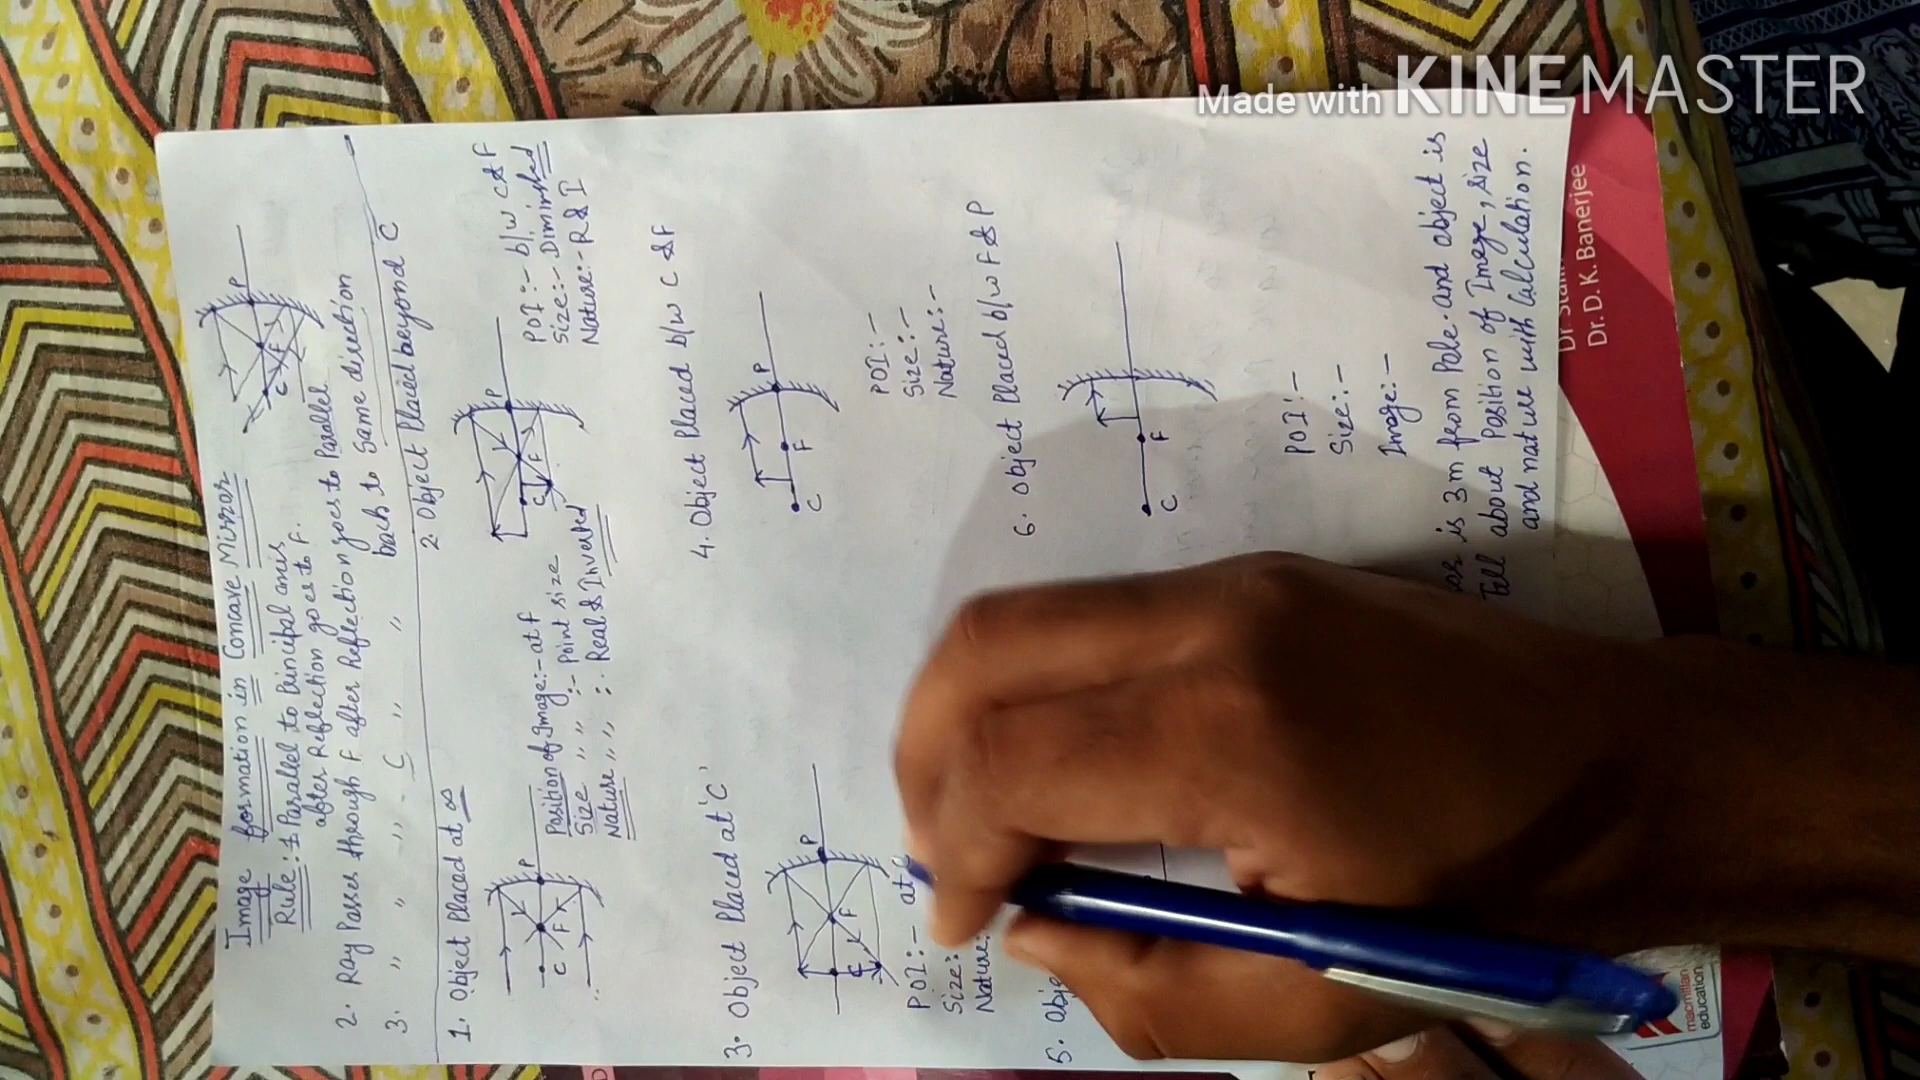 Image formation in Concave Mirror
Rule:- 1 Parallel to Principal axis
after Reflection goes to F.
2. Ray Passes through F after Reflection goes to Parallel
3. " " " C " " back to Same direction
1. Object Placed at ∞
C F P
Position of Image:- at F
Size " " :- Point size
Nature " " :- Real & Inverted
2. Object Placed beyond C
C F P
POI :- b/w C & F
Size:- Diminished
Nature:- R & I
3. Object Placed at 'C'
C F P
POI:- at
Size:-
Nature:
4. Object Placed b/w C & F
C F P
POI:-
Size:-
Nature:-
5. Obje
6. Object Placed b/w F & P
C F
POI:-
Size:-
Image:-
is 3m from Pole. and object is
Tell about Position of Image, size
and nature with Calculation.
Dr. D. K. Banerjee
macmillan
education
Made with KINEMASTER